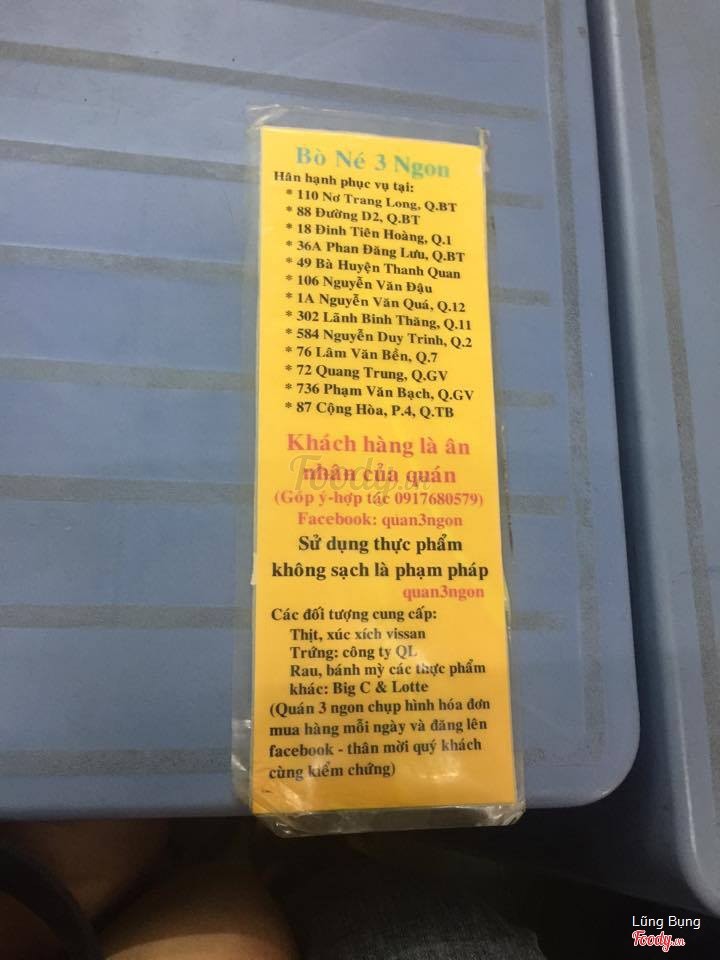 Bò Né 3 Ngon
Hân hạnh phục vụ tại:
* 110 Nơ Trang Long, Q.BT
* 88 Đường D2, Q.BT
* 18 Đinh Tiên Hoàng, Q.1
* 36A Phan Đăng Lưu, Q.BT
* 49 Bà Huyện Thanh Quan
* 106 Nguyễn Văn Đậu
* 1A Nguyễn Văn Quá, Q.12
* 302 Lãnh Binh Thăng, Q.11
* 584 Nguyễn Duy Trinh, Q.2
* 76 Lâm Văn Bền, Q.7
* 72 Quang Trung, Q.GV
* 736 Phạm Văn Bạch, Q.GV
* 87 Cộng Hòa, P.4, Q.TB
Khách hàng là ân
nhân của quán
Foody.vn
(Góp ý-hợp tác 0917680579)
Facebook: quan3ngon
Sử dụng thực phẩm
không sạch là phạm pháp
quan3ngon
Các đối tượng cung cấp:
Thịt, xúc xích vissan
Trứng: công ty QL
Rau, bánh mỳ các thực phẩm
khác: Big C & Lotte
(Quán 3 ngon chụp hình hóa đơn
mua hàng mỗi ngày và đăng lên
facebook - thân mời quý khách
cùng kiểm chứng)
Lũng Bụng
Foody.vn